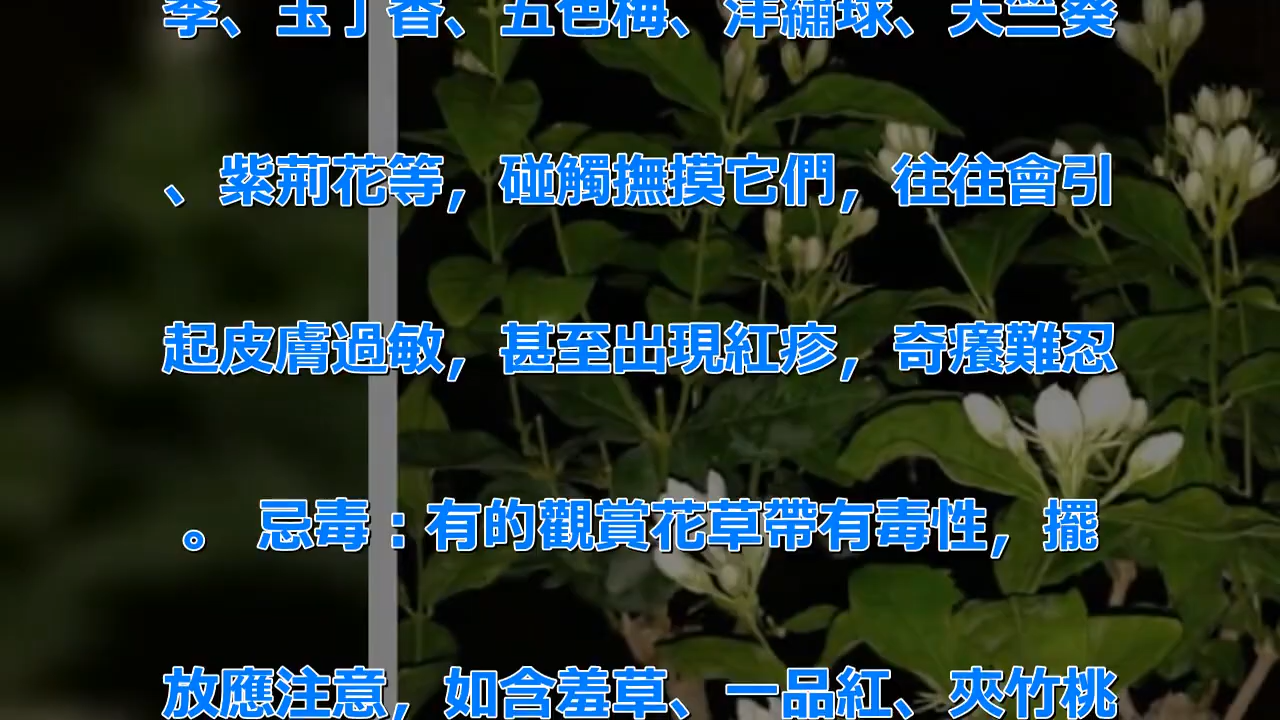 季、玉丁香、五色梅、洋繡球、天竺葵
、紫荊花等，碰觸撫摸它們，往往會引
起皮膚過敏，甚至出現紅疹，奇癢難忍
。 忌毒：有的觀賞花草帶有毒性，擺
放應注意，如含羞草、一品紅、夾竹桃